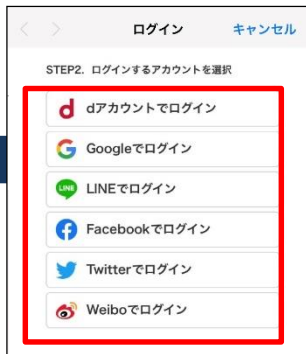 ログイン キャンセル
STEP2. ログインするアカウントを選択
d dアカウントでログイン
Googleでログイン
LINE LINEでログイン
Facebookでログイン
Twitterでログイン
Weiboでログイン